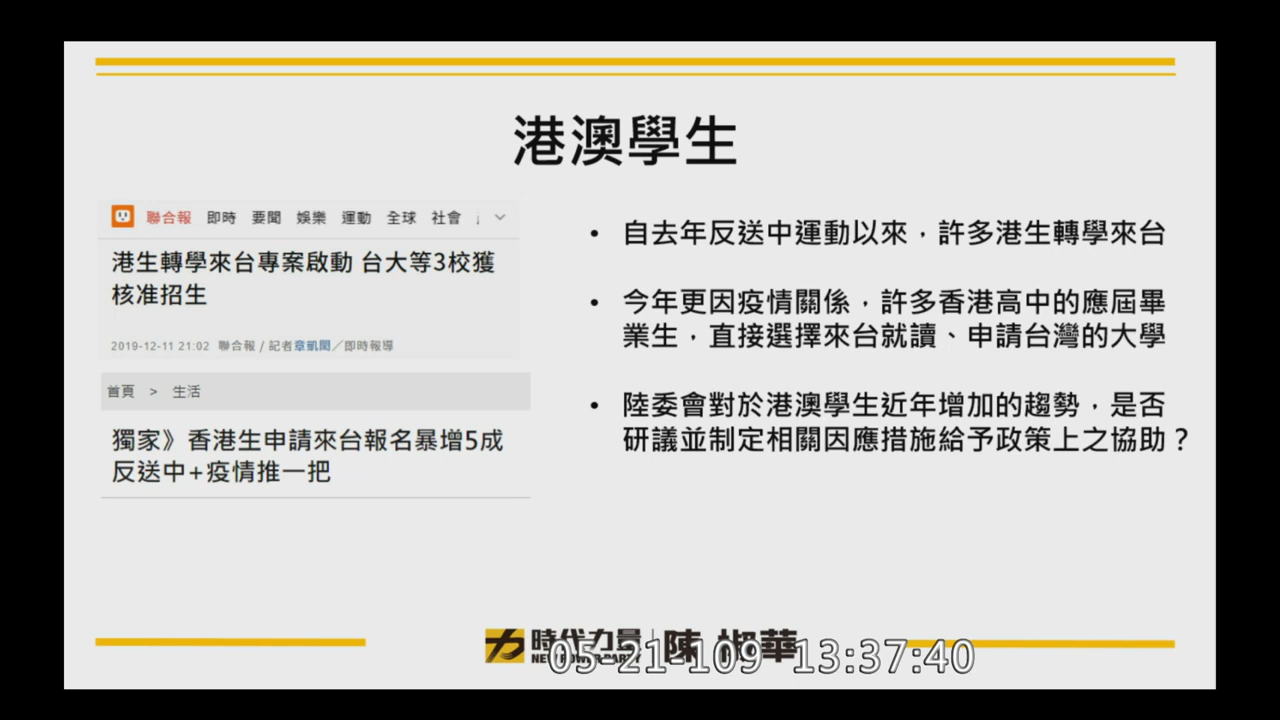 港澳學生
聯合報 即時 要聞 娛樂 運動 全球 社會
港生轉學來台專案啟動 台大等3校獲
核准招生
2019-12-11 21:02 聯合報 / 記者章凱閎／即時報導
首頁 > 生活
獨家》香港生申請來台報名暴增5成
反送中+疫情推一把
• 自去年反送中運動以來，許多港生轉學來台
• 今年更因疫情關係，許多香港高中的應屆畢
業生，直接選擇來台就讀、申請台灣的大學
• 陸委會對於港澳學生近年增加的趨勢，是否
研議並制定相關因應措施給予政策上之協助？
時代力量 陳椒華
NEW POWER PARTY
05-21-109 13:37:40